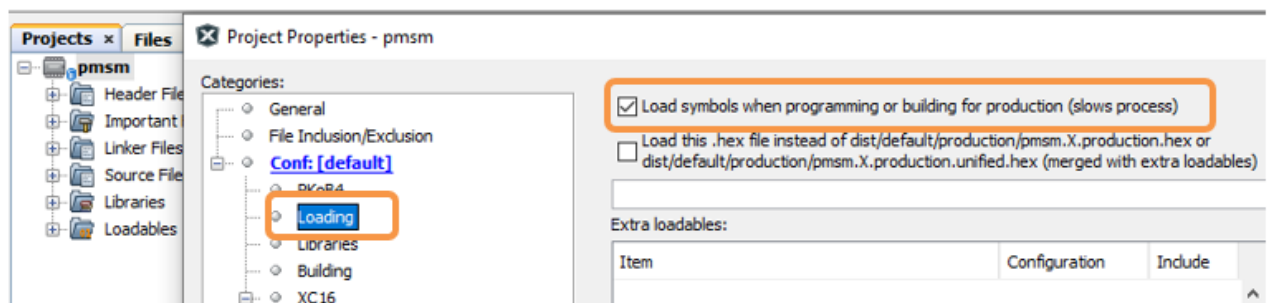 Projects × Files
pmsm
Header File
Important
Linker Files
Source File
Libraries
Loadables
Project Properties - pmsm
Categories:
General
File Inclusion/Exclusion
Conf: [default]
PKoB4
Loading
Libraries
Building
XC16
Load symbols when programming or building for production (slows process)
Load this .hex file instead of dist/default/production/pmsm.X.production.hex or
dist/default/production/pmsm.X.production.unified.hex (merged with extra loadables)
Extra loadables:
Item Configuration Include